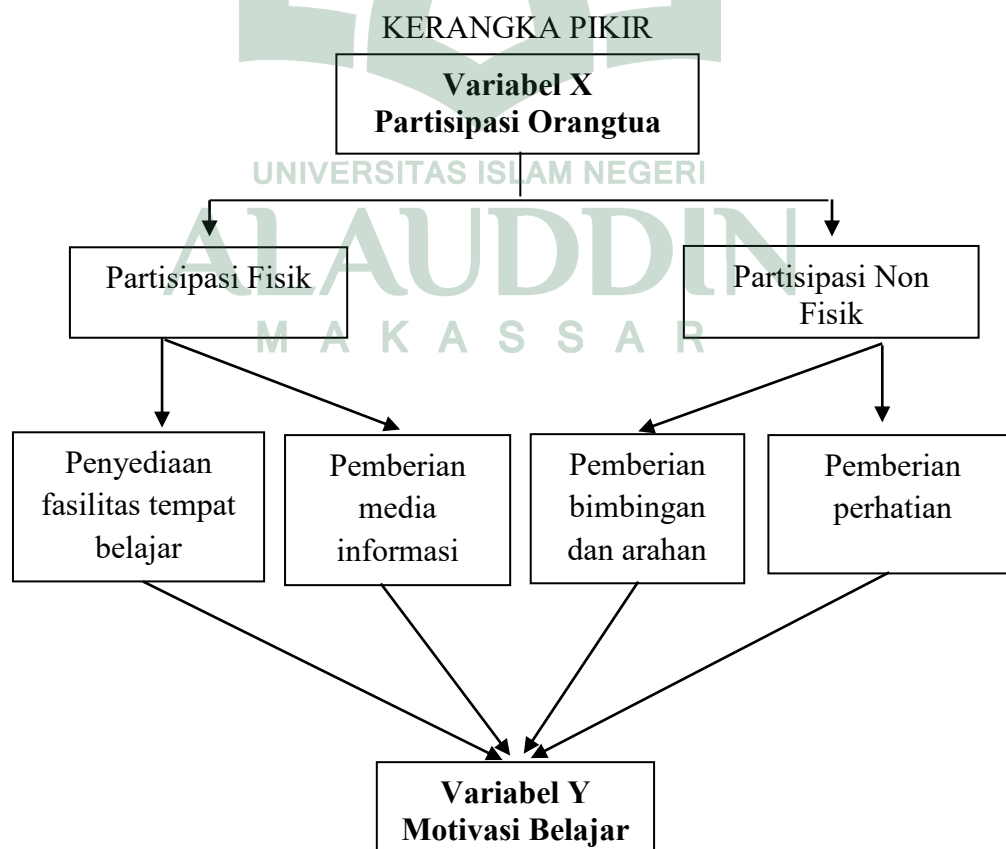 KERANGKA PIKIR
Variabel X
Partisipasi Orangtua
UNIVERSITAS ISLAM NEGERI
ALAUDDIN
MAKASSAR
Partisipasi Fisik
Partisipasi Non
Fisik
Penyediaan
fasilitas tempat
belajar
Pemberian
media
informasi
Pemberian
bimbingan
dan arahan
Pemberian
perhatian
Variabel Y
Motivasi Belajar